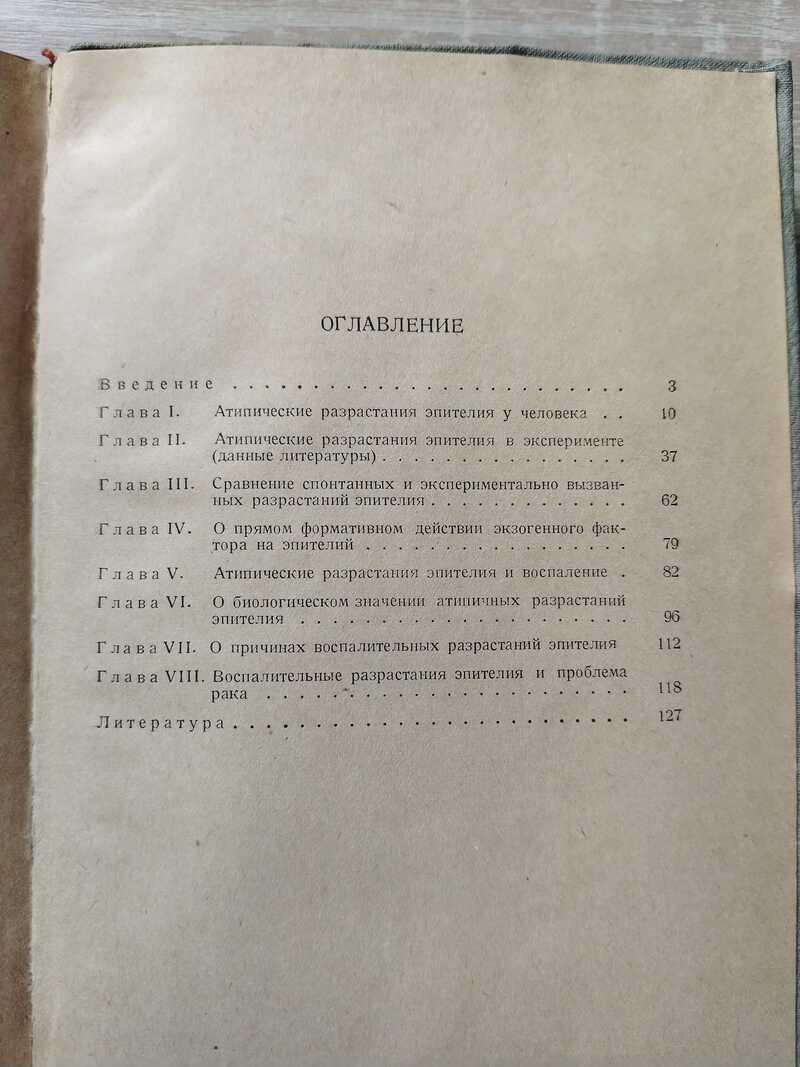 ОГЛАВЛЕНИЕ
Введение . . . . . . . . . . . . . . . . . . . . . . . . 3
Глава I. Атипические разрастания эпителия у человека . . 10
Глава II. Атипические разрастания эпителия в эксперименте
(данные литературы) . . . . . . . . . . . . . . . 37
Глава III. Сравнение спонтанных и экспериментально вызван-
ных разрастаний эпителия . . . . . . . . . . . . 62
Глава IV. О прямом формативном действии экзогенного фак-
тора на эпителий . . . . . . . . . . . . . . . . 79
Глава V. Атипические разрастания эпителия и воспаление . 82
Глава VI. О биологическом значении атипичных разрастаний
эпителия . . . . . . . . . . . . . . . . . . . . 96
Глава VII. О причинах воспалительных разрастаний эпителия 112
Глава VIII. Воспалительные разрастания эпителия и проблема
рака . . . . . . . . . . . . . . . . . . . . . . 118
Литература . . . . . . . . . . . . . . . . . . . . . . . . 127